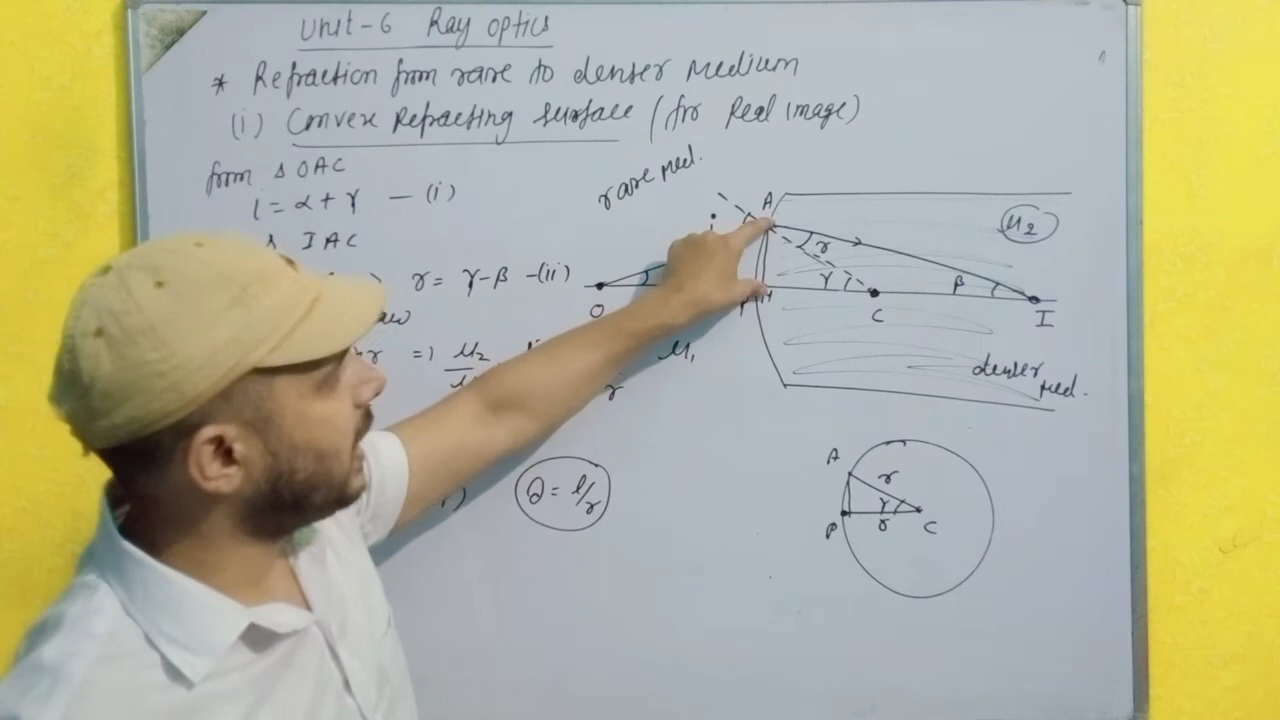 Unit-6 Ray optics
* Refraction from rare to denser Medium
(i) Convex Refracting surface (for Real image)
from Δ OAC
i = α + γ — (i)
Δ IAC
r = γ-β -(ii)
=) μ2
θ = l/r
rare med.
A
μ2
i
r
γ
β
O
P
M
C
I
μ1
denser
med.
A
r
γ
P
r
C